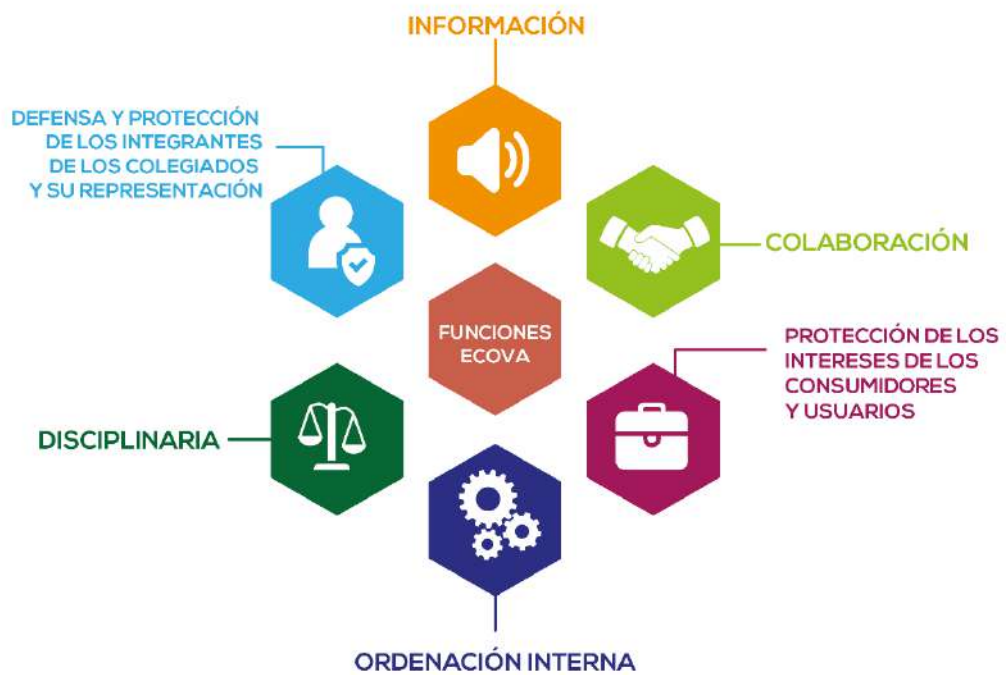 INFORMACIÓN
DEFENSA Y PROTECCIÓN
DE LOS INTEGRANTES
DE LOS COLEGIADOS
Y SU REPRESENTACIÓN
COLABORACIÓN
FUNCIONES
ECOVA
PROTECCIÓN DE LOS
INTERESES DE LOS
CONSUMIDORES
Y USUARIOS
DISCIPLINARIA
ORDENACIÓN INTERNA